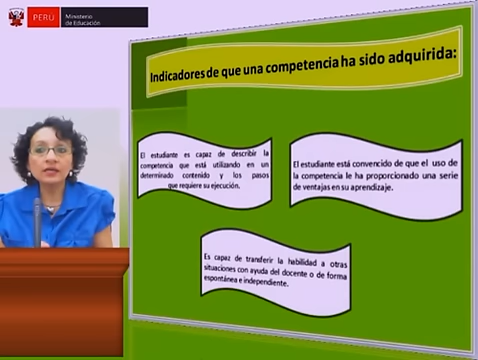 PERÚ
Ministerio
de Educación
Indicadores de que una competencia ha sido adquirida:
El estudiante es capaz de describir la
competencia que está utilizando en un
determinado contenido y los pasos
que requiere su ejecución.
El estudiante está convencido de que el uso de
la competencia le ha proporcionado una serie
de ventajas en su aprendizaje.
Es capaz de transferir la habilidad a otras
situaciones con ayuda del docente o de forma
espontánea e independiente.